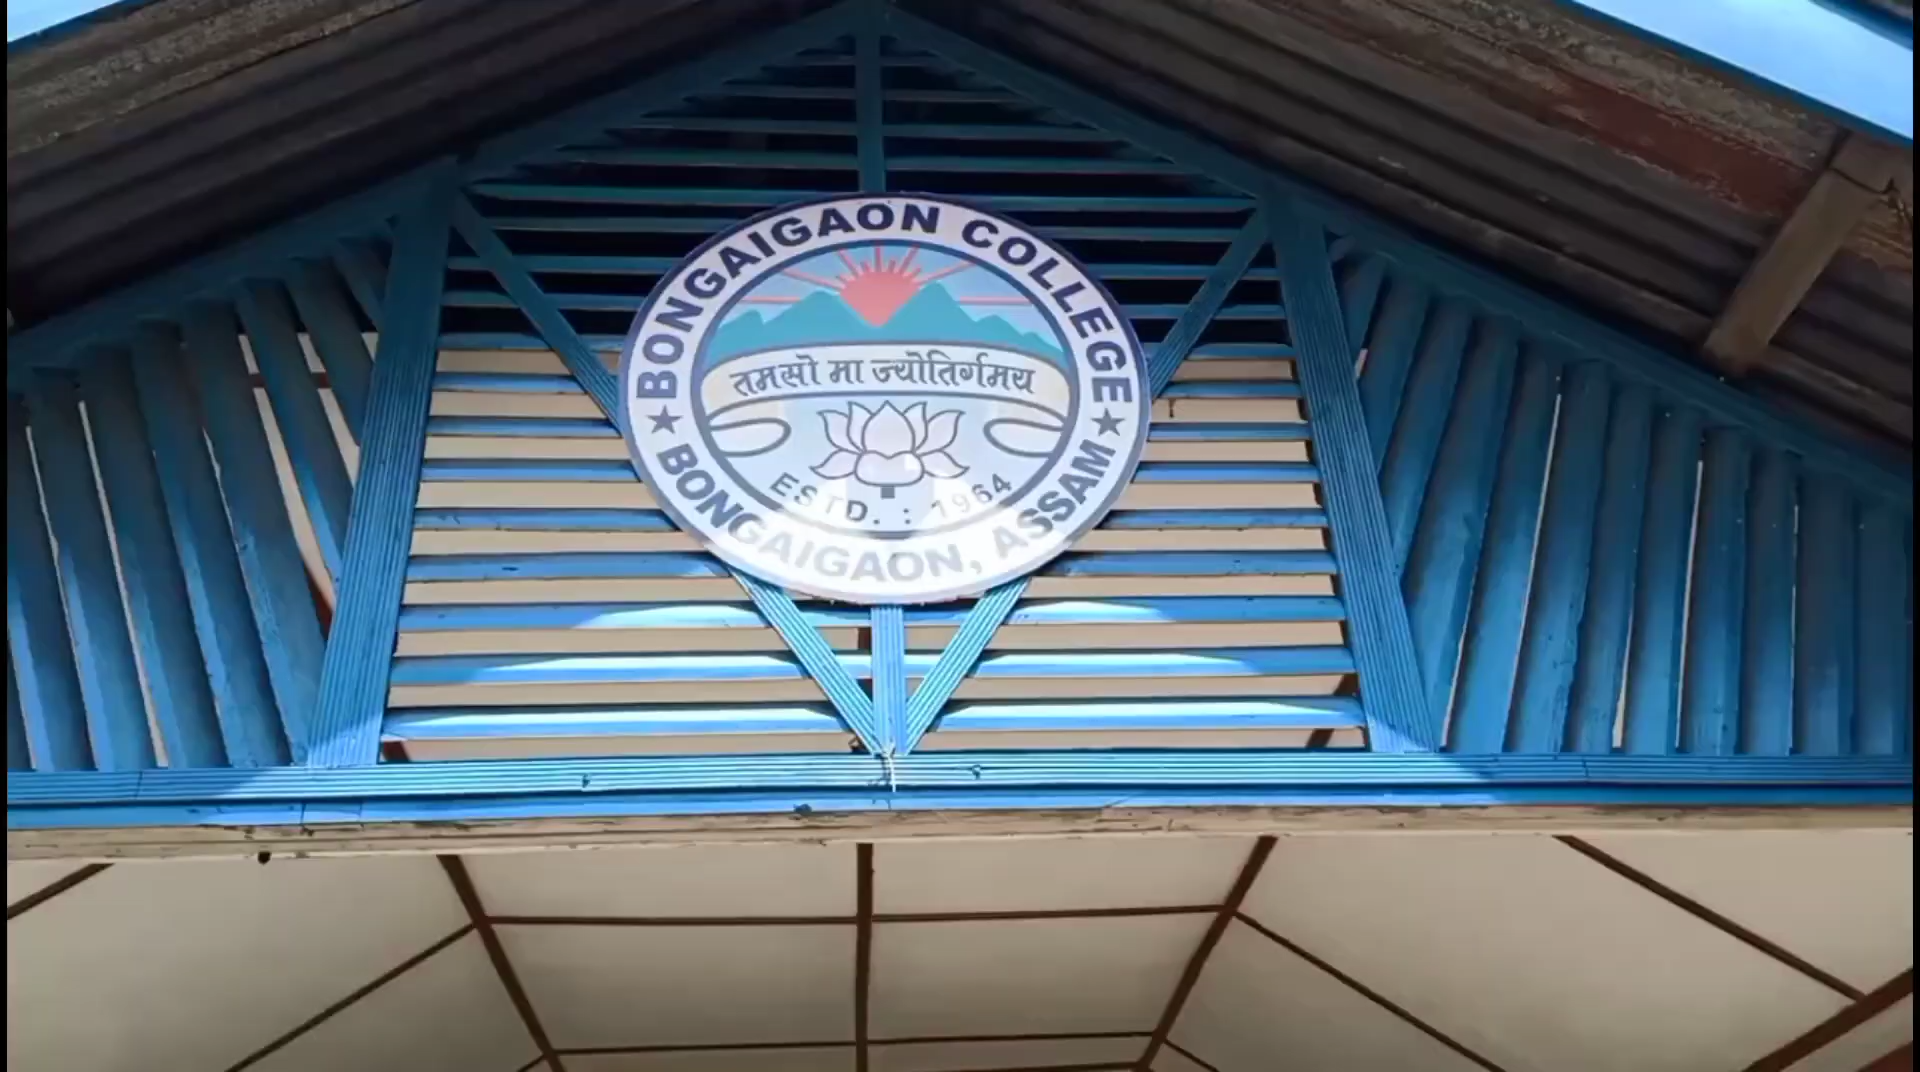 BONGAIGAON COLLEGE
तमसो मा ज्योतिर्गमय
ESTD. : 1964
★ BONGAIGAON, ASSAM ★